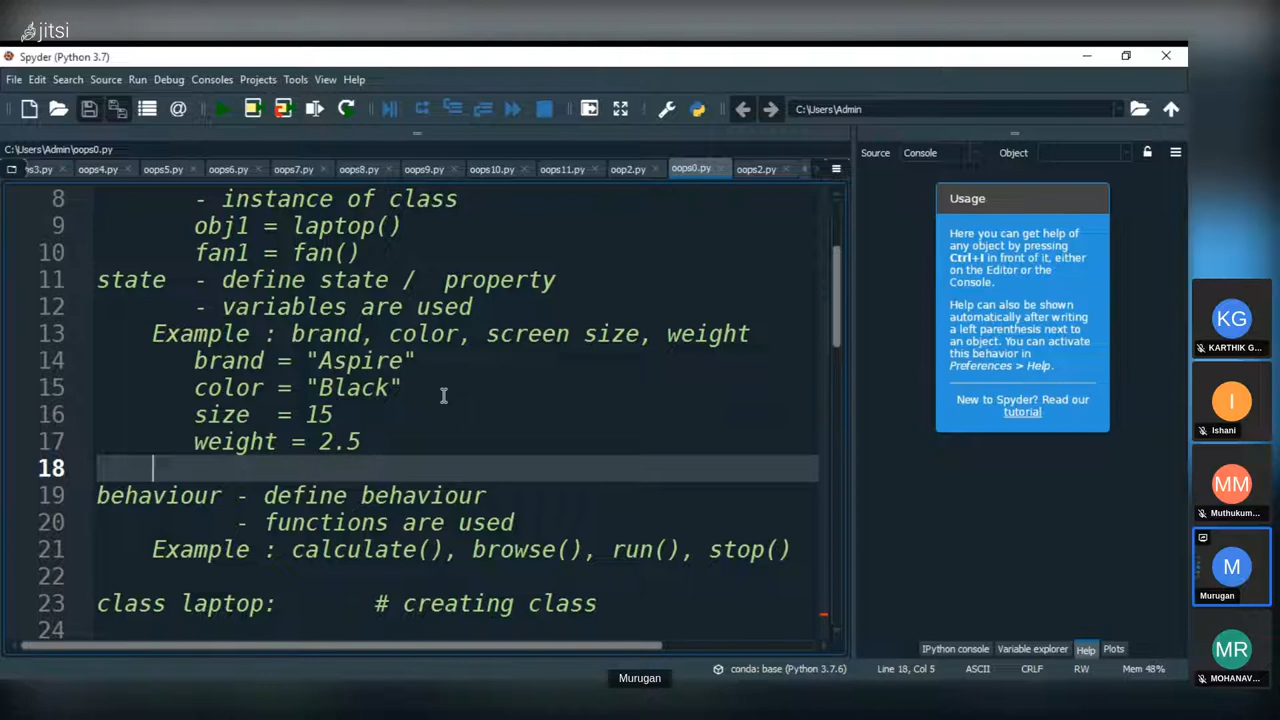 jitsi
Spyder (Python 3.7)
File Edit Search Source Run Debug Consoles Projects Tools View Help
C:\Users\Admin
C:\Users\Admin\oops0.py
Source Console Object
oops4.py oops5.py oops6.py oops7.py oops8.py oops9.py oops10.py oops11.py oop2.py oops0.py oops2.py
8 - instance of class
9 obj1 = laptop()
10 fan1 = fan()
11 state - define state / property
12 - variables are used
13 Example : brand, color, screen size, weight
14 brand = "Aspire"
15 color = "Black"
16 size = 15
17 weight = 2.5
18
19 behaviour - define behaviour
20 - functions are used
21 Example : calculate(), browse(), run(), stop()
22
23 class laptop: # creating class
24
Usage
Here you can get help of
any object by pressing
Ctrl+I in front of it, either
on the Editor or the
Console.
Help can also be shown
automatically after writing
a left parenthesis next to
an object. You can activate
this behavior in
Preferences > Help.
New to Spyder? Read our
tutorial
IPython console Variable explorer Help Plots
conda: base (Python 3.7.6) Line 18, Col 5 ASCII CRLF RW Mem 48%
Murugan
KG
KARTHIK G...
I
Ishani
MM
Muthukum...
M
Murugan
MR
MOHANAV...